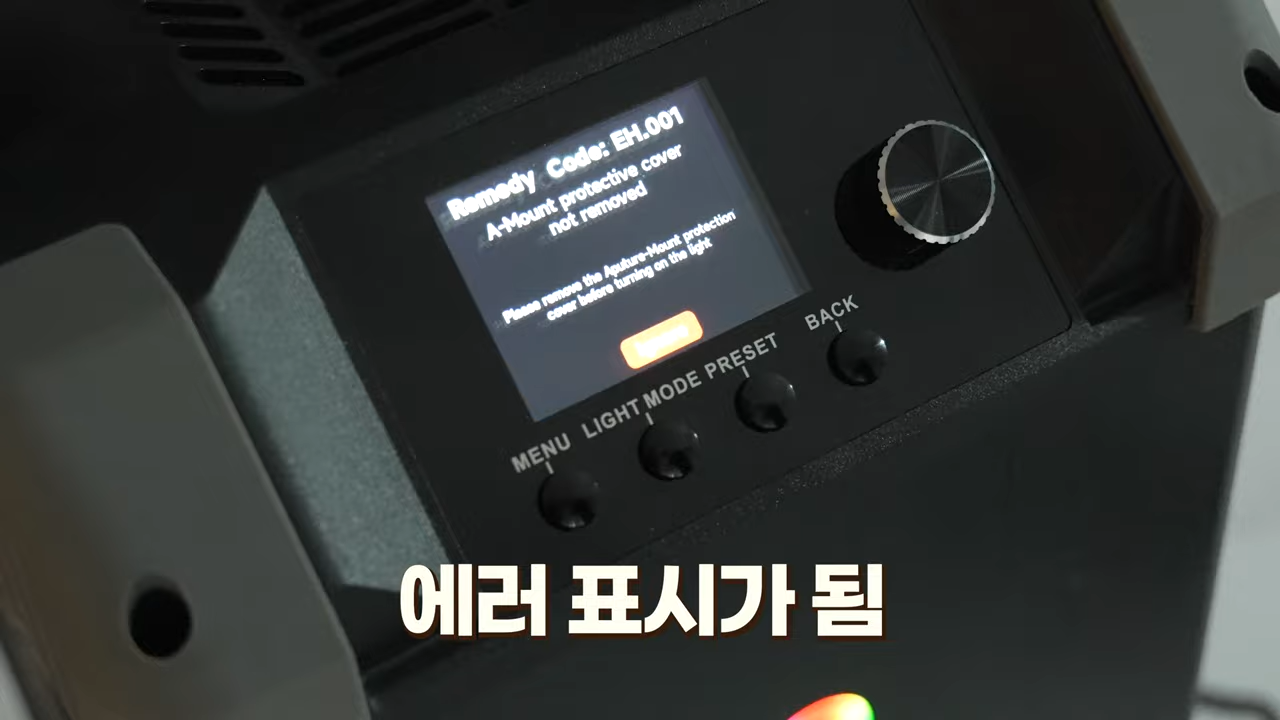 Remedy Code: EH.001
A-Mount protective cover
not removed
Please remove the Aputure-Mount protection
cover before turning on the light
MENU
LIGHT MODE
PRESET
BACK
에러 표시가 됨